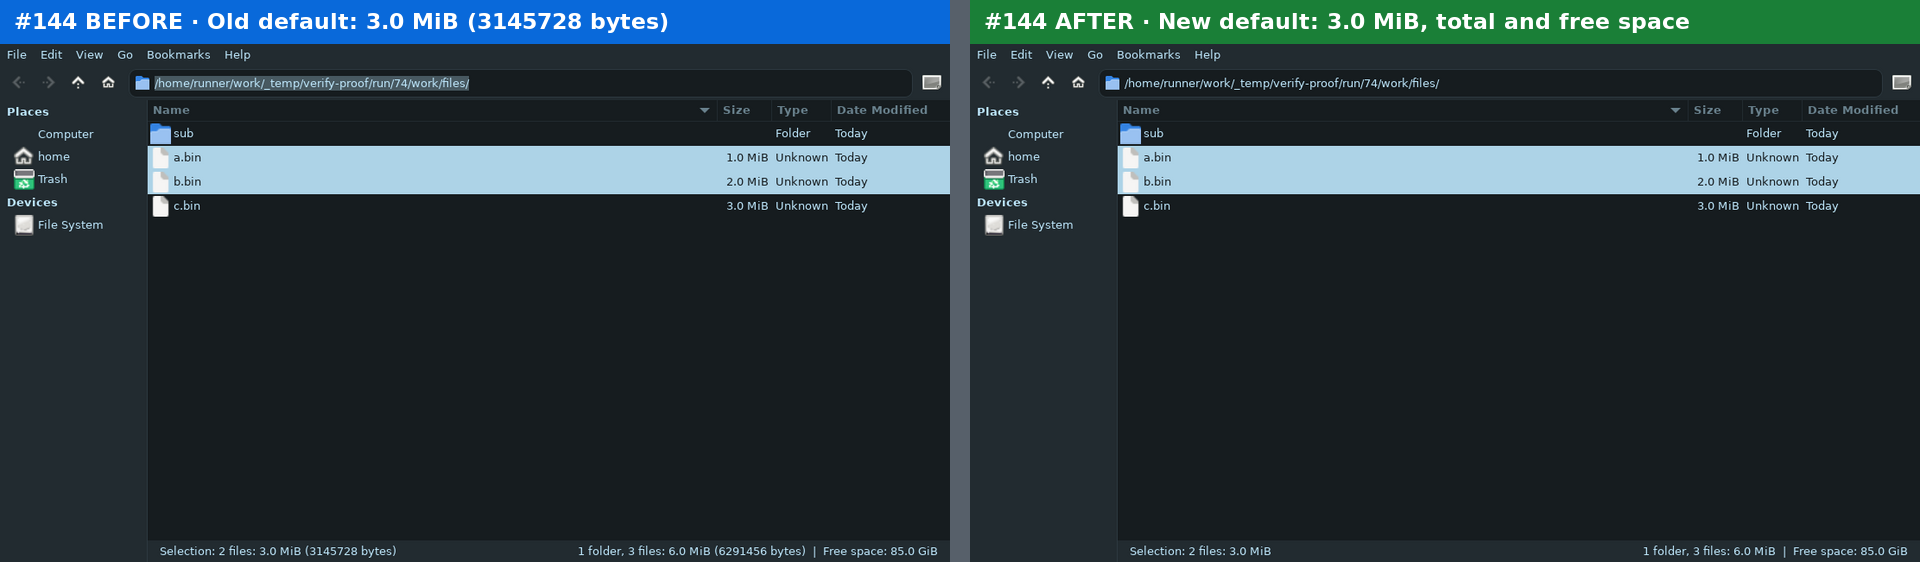 #144 BEFORE · Old default: 3.0 MiB (3145728 bytes)
File Edit View Go Bookmarks Help
/home/runner/work/_temp/verify-proof/run/74/work/files/
Places
Computer
home
Trash
Devices
File System
Name Size Type Date Modified
sub Folder Today
a.bin 1.0 MiB Unknown Today
b.bin 2.0 MiB Unknown Today
c.bin 3.0 MiB Unknown Today
Selection: 2 files: 3.0 MiB (3145728 bytes) 1 folder, 3 files: 6.0 MiB (6291456 bytes) | Free space: 85.0 GiB
#144 AFTER · New default: 3.0 MiB, total and free space
File Edit View Go Bookmarks Help
/home/runner/work/_temp/verify-proof/run/74/work/files/
Places
Computer
home
Trash
Devices
File System
Name Size Type Date Modified
sub Folder Today
a.bin 1.0 MiB Unknown Today
b.bin 2.0 MiB Unknown Today
c.bin 3.0 MiB Unknown Today
Selection: 2 files: 3.0 MiB 1 folder, 3 files: 6.0 MiB | Free space: 85.0 GiB